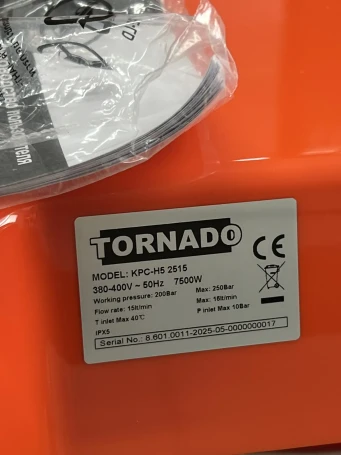 TORNADO
CE
MODEL: KPC-H5 2515
380-400V ~ 50Hz 7500W
Working pressure: 200Bar Max: 250Bar
Flow rate: 15lt/min Max: 16lt/min
T inlet Max 40℃ P inlet Max 10Bar
IPX5
Serial No.: 8.601.0011-2025-05-0000000017